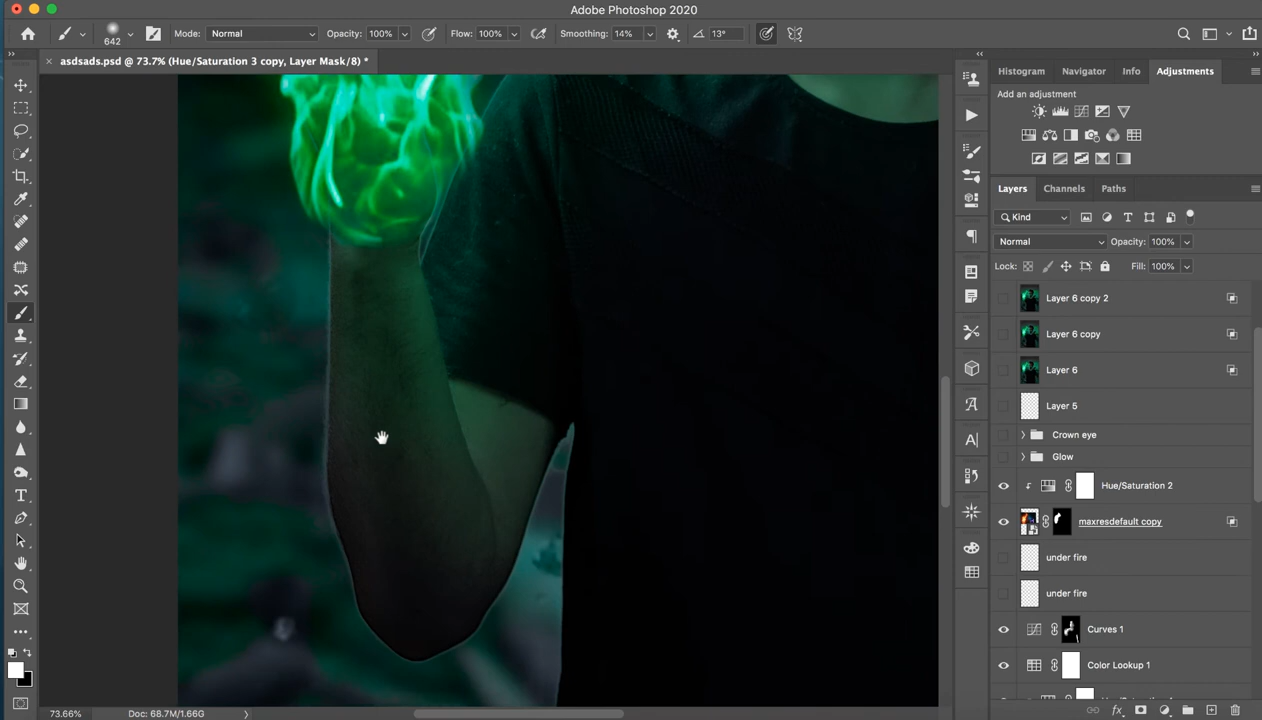 Adobe Photoshop 2020
642
Mode: Normal
Opacity: 100%
Flow: 100%
Smoothing: 14%
13°
asdsads.psd @ 73.7% (Hue/Saturation 3 copy, Layer Mask/8) *
Histogram
Navigator
Info
Adjustments
Add an adjustment
Layers
Channels
Paths
Kind
Normal
Opacity: 100%
Lock:
Fill: 100%
Layer 6 copy 2
Layer 6 copy
Layer 6
Layer 5
Crown eye
Glow
Hue/Saturation 2
maxresdefault copy
under fire
under fire
Curves 1
Color Lookup 1
73.66%
Doc: 68.7M/1.66G